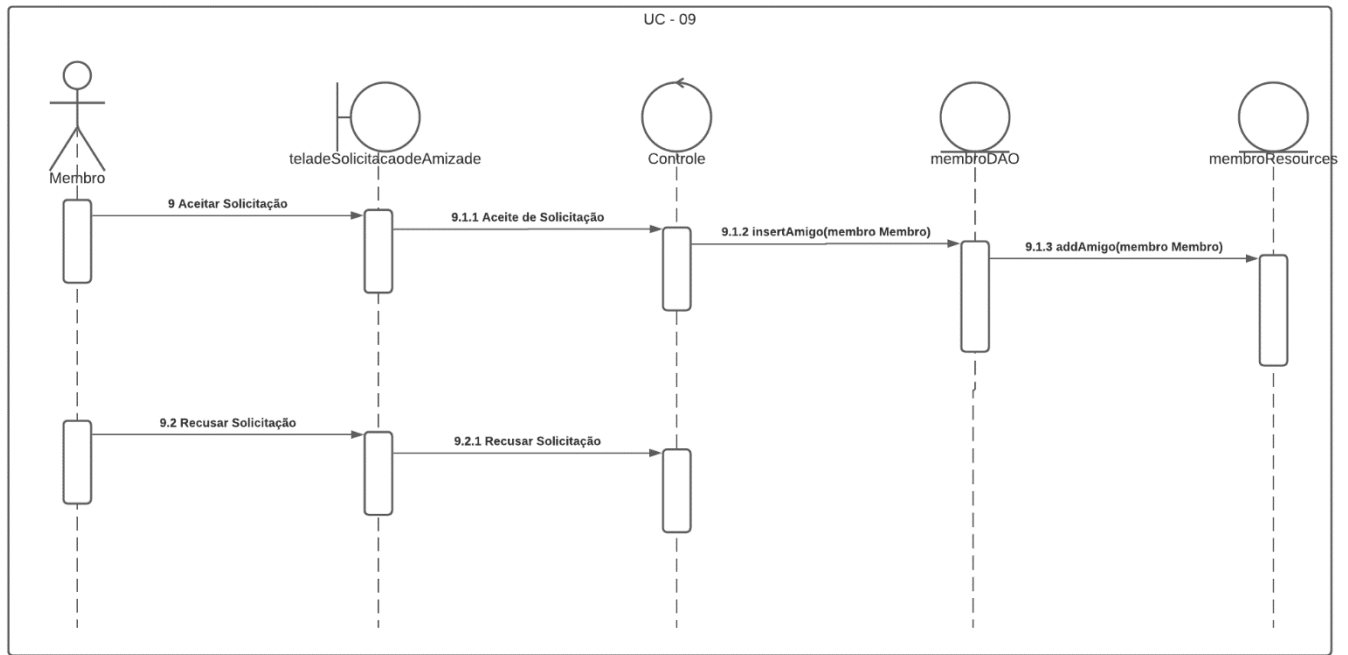 UC - 09
Membro
teladeSolicitacaodeAmizade
Controle
membroDAO
membroResources
9 Aceitar Solicitação
9.1.1 Aceite de Solicitação
9.1.2 insertAmigo(membro Membro)
9.1.3 addAmigo(membro Membro)
9.2 Recusar Solicitação
9.2.1 Recusar Solicitação